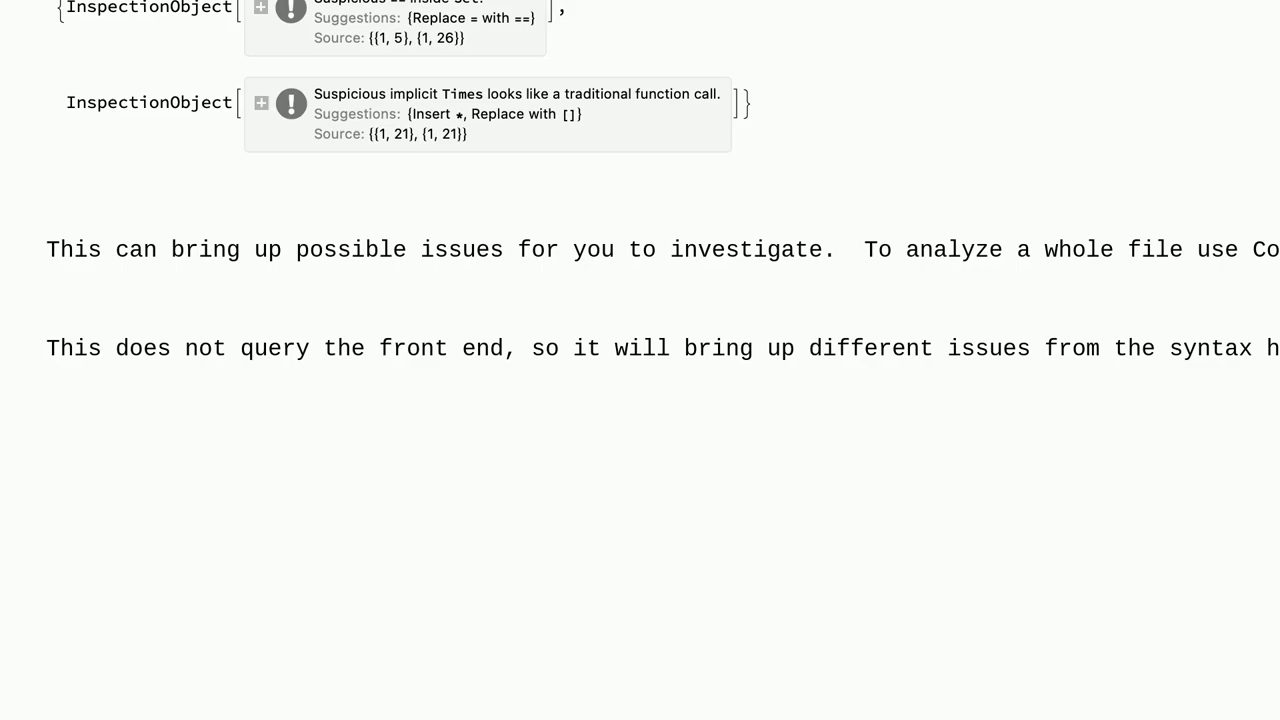 {InspectionObject[ Suspicious == inside Set. ],
Suggestions: {Replace = with ==}
Source: {{1, 5}, {1, 26}}
Suspicious implicit Times looks like a traditional function call.
InspectionObject[ ]}
Suggestions: {Insert *, Replace with []}
Source: {{1, 21}, {1, 21}}
This can bring up possible issues for you to investigate.  To analyze a whole file use Co
This does not query the front end, so it will bring up different issues from the syntax h